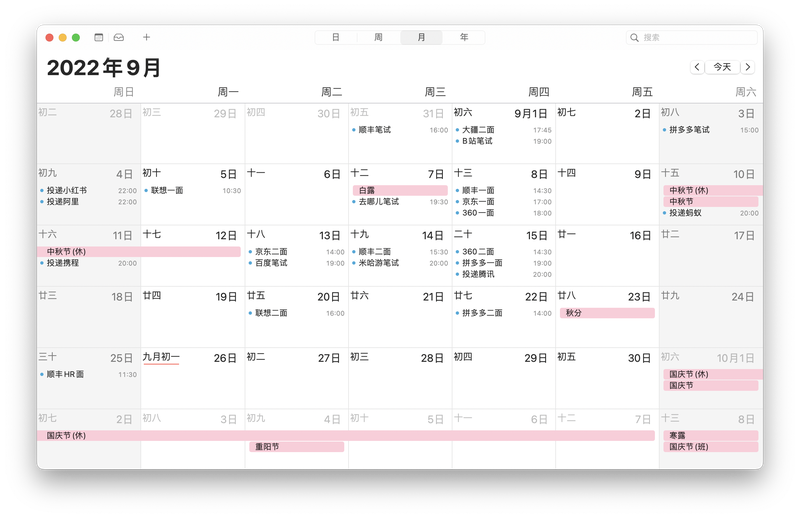 日 周 月 年 搜索
2022年9月 今天
周日 周一 周二 周三 周四 周五 周六
初二 28日 初三 29日 初四 30日 初五 31日 初六 9月1日 初七 2日 初八 3日
顺丰笔试 16:00 大疆二面 17:45 拼多多笔试 15:00
B站笔试 19:00
初九 4日 初十 5日 十一 6日 十二 7日 十三 8日 十四 9日 十五 10日
投递小红书 22:00 联想一面 10:30 白露 顺丰一面 14:30 中秋节(休)
投递阿里 22:00 去哪儿笔试 19:30 京东一面 17:00 中秋节
360一面 18:00 投递蚂蚁 20:00
十六 11日 十七 12日 十八 13日 十九 14日 二十 15日 廿一 16日 廿二 17日
中秋节(休) 京东二面 14:00 顺丰二面 15:30 360二面 14:30
投递携程 20:00 百度笔试 19:00 米哈游笔试 20:00 拼多多一面 19:00
投递腾讯 20:00
廿三 18日 廿四 19日 廿五 20日 廿六 21日 廿七 22日 廿八 23日 廿九 24日
联想二面 16:00 拼多多二面 14:00 秋分
三十 25日 九月初一 26日 初二 27日 初三 28日 初四 29日 初五 30日 初六 10月1日
顺丰HR面 11:30 国庆节(休)
国庆节
初七 2日 初八 3日 初九 4日 初十 5日 十一 6日 十二 7日 十三 8日
国庆节(休) 寒露
重阳节 国庆节(班)